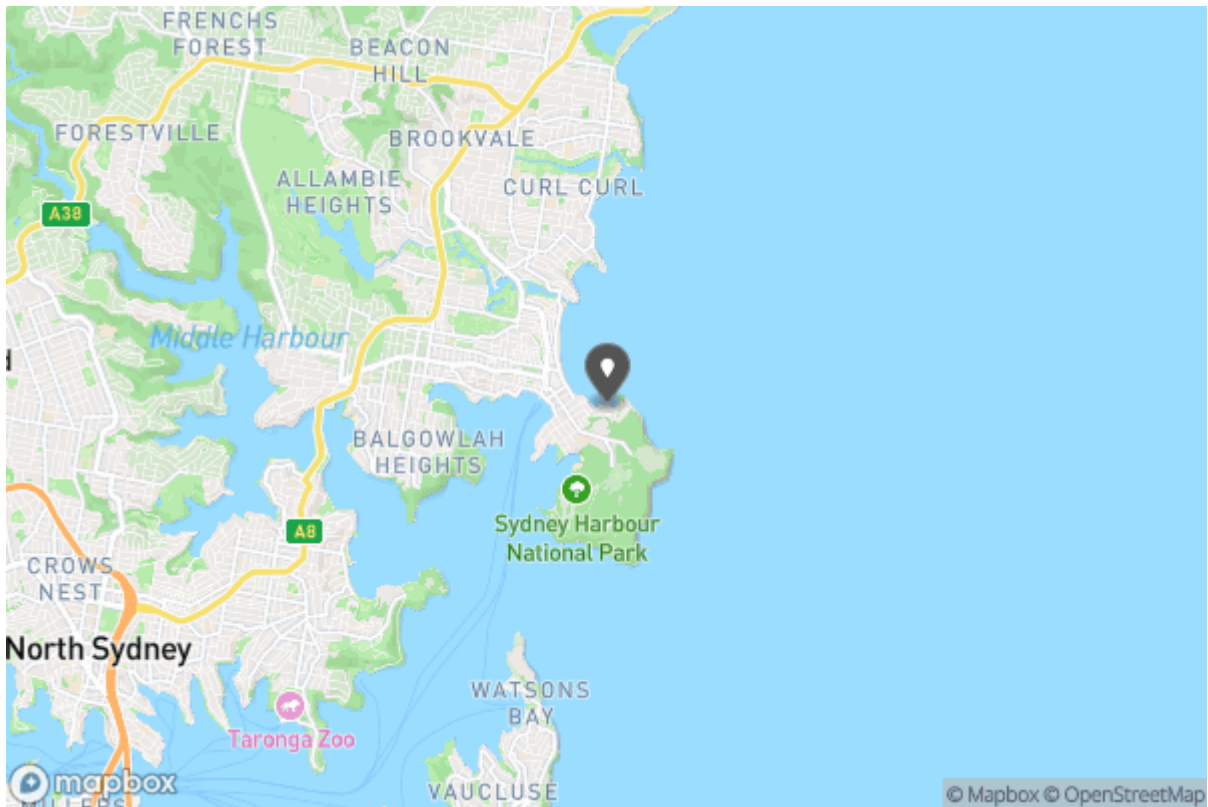 FRENCHS
FOREST
BEACON
HILL
FORESTVILLE
BROOKVALE
ALLAMBIE
HEIGHTS
CURL CURL
A38
Middle Harbour
d
BALGOWLAH
HEIGHTS
Sydney Harbour
National Park
A8
CROWS
NEST
North Sydney
WATSONS
BAY
Taronga Zoo
mapbox
VAUCLUSE
© Mapbox © OpenStreetMap
MILLERS